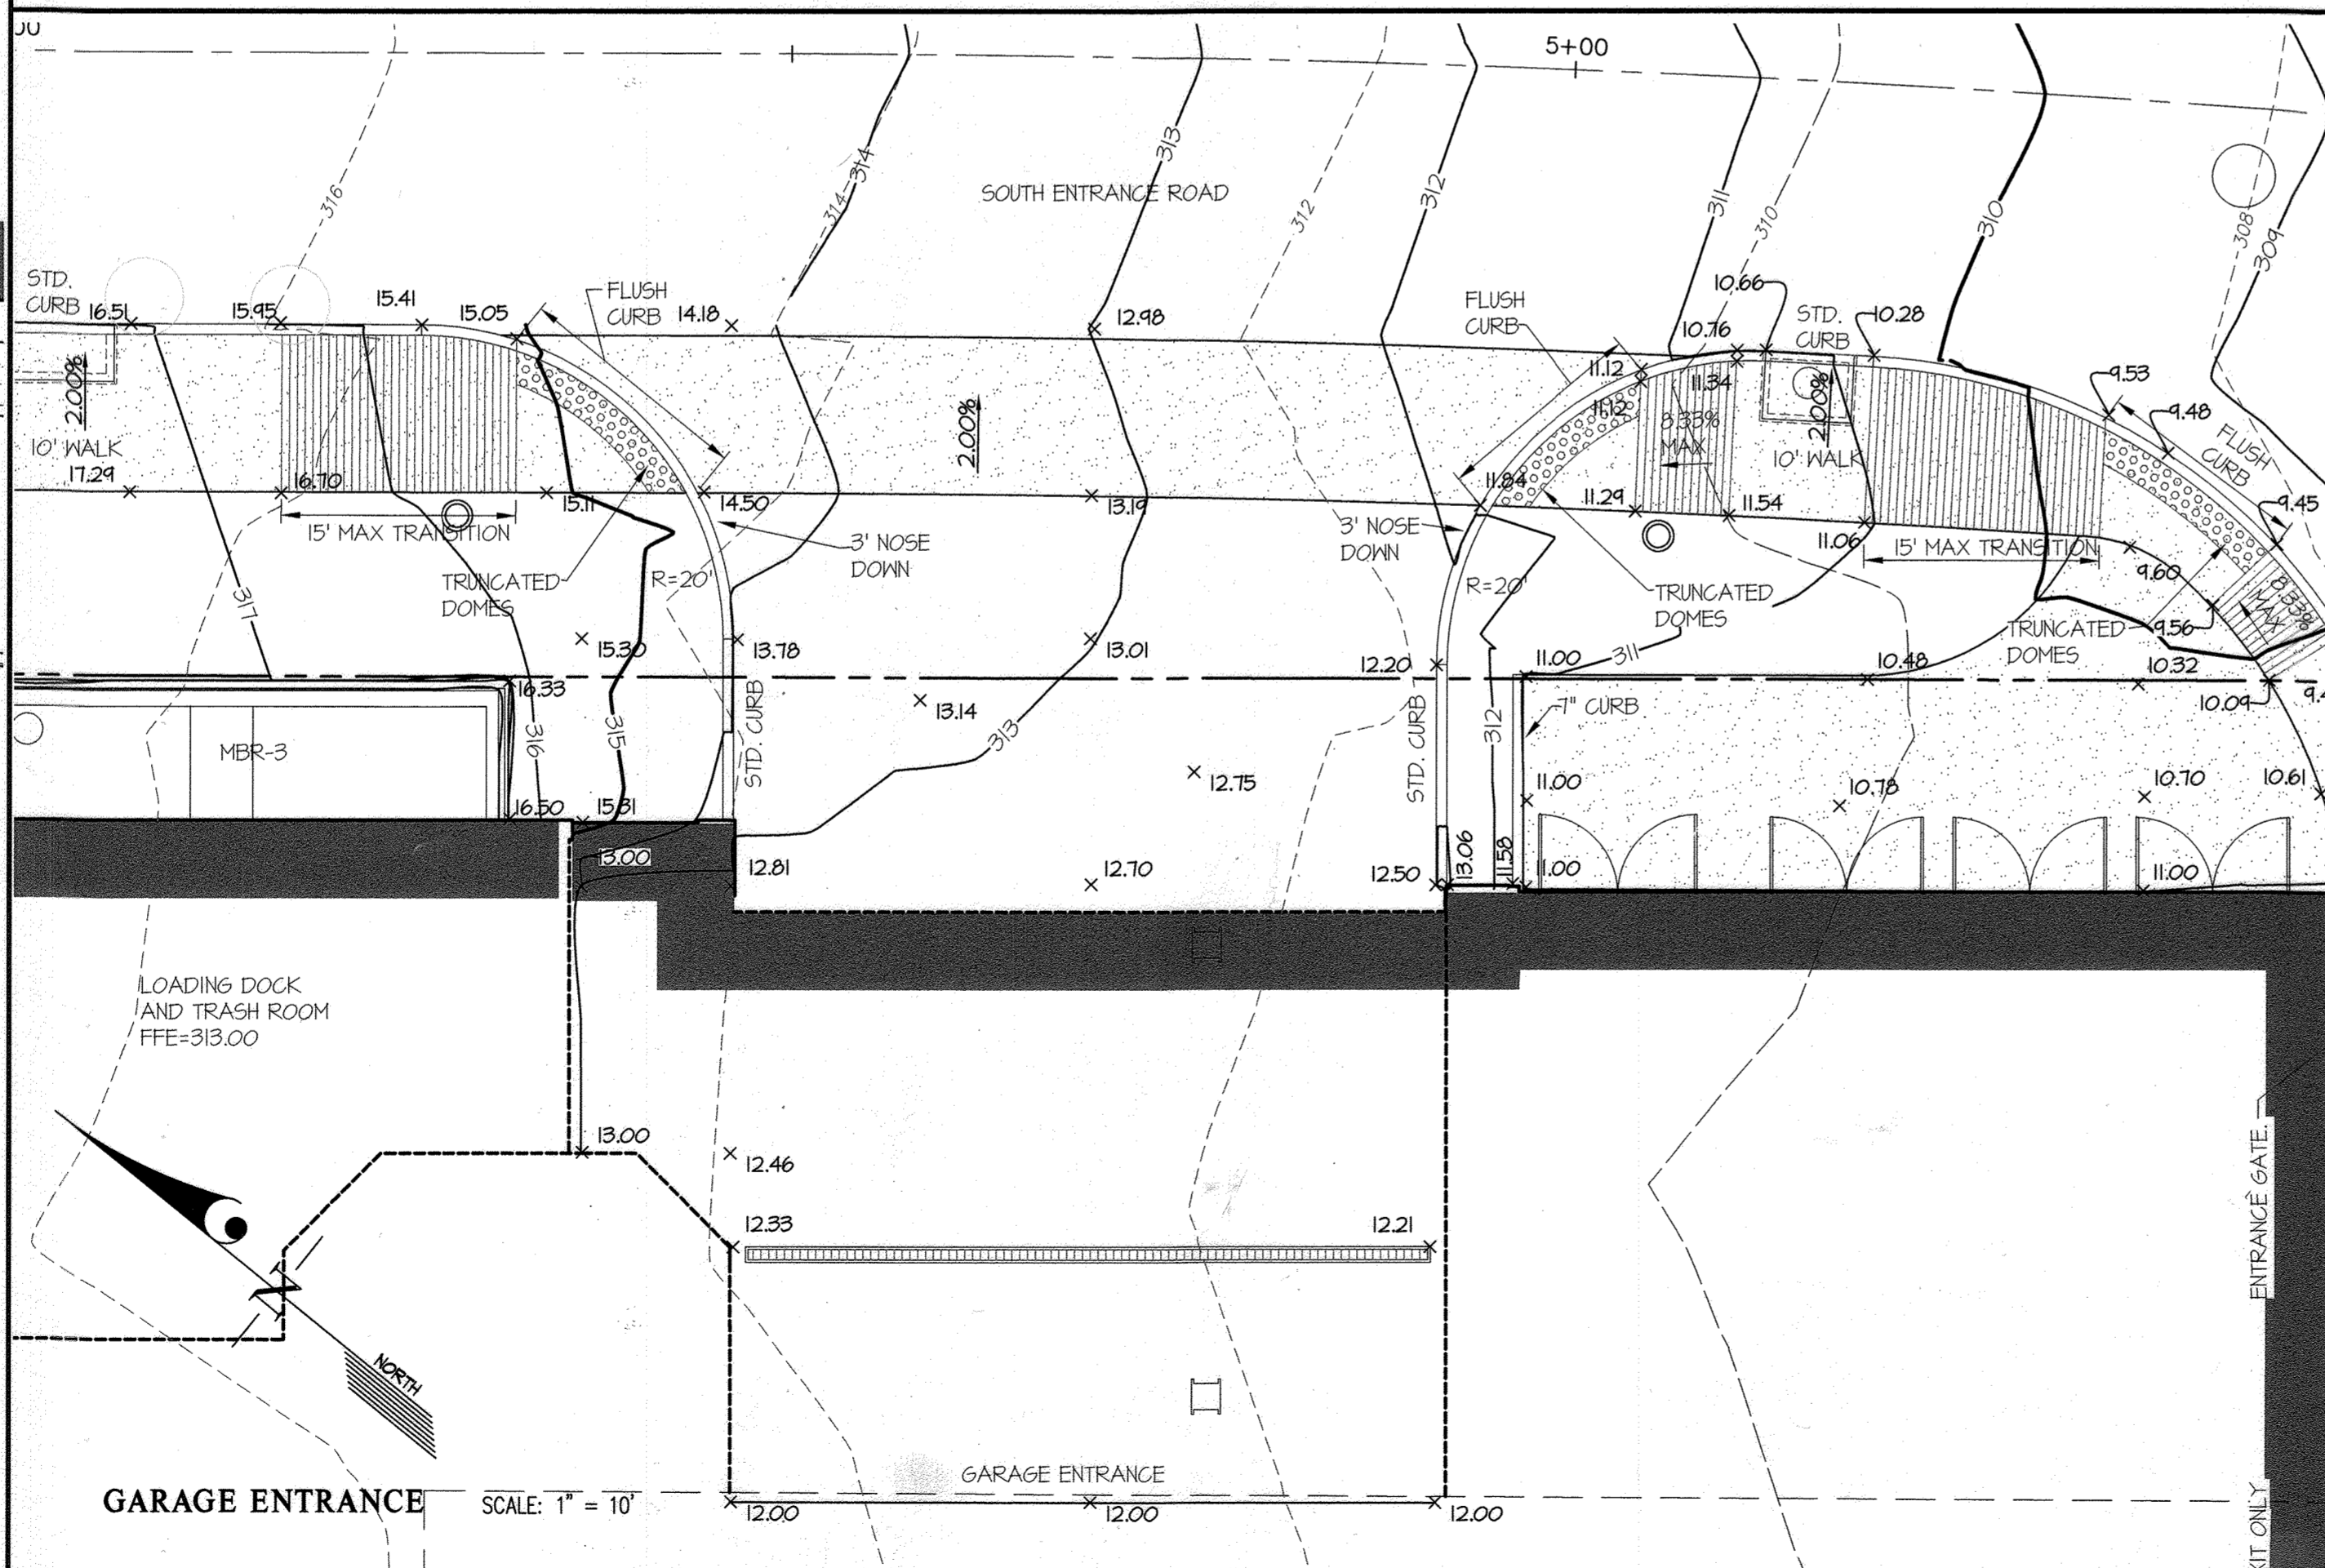 5+00
316
314
314
313
312
312
311
310
310
308
309
SOUTH ENTRANCE ROAD
STD.
CURB
16.51
15.95
15.41
15.05
FLUSH
CURB
14.18
12.98
FLUSH
CURB
10.66
10.76
STD.
CURB
10.28
11.12
11.34
11.12
8.33%
MAX
2.00%
10' WALK
9.53
9.48
FLUSH
CURB
9.45
2.00%
10' WALK
17.29
16.70
15' MAX TRANSITION
15.11
14.50
2.00%
13.19
11.84
11.29
11.54
11.06
15' MAX TRANSITION
3' NOSE
DOWN
3' NOSE
DOWN
TRUNCATED
DOMES
R=20'
R=20'
TRUNCATED
DOMES
9.60
9.56
8.33%
MAX
TRUNCATED
DOMES
317
15.30
13.78
13.01
12.20
11.00
311
10.48
10.32
10.09
16.33
316
315
STD. CURB
13.14
313
STD. CURB
312
7" CURB
MBR-3
12.75
11.00
10.78
10.70
10.61
16.50
15.81
13.00
12.81
12.70
12.50
13.06
11.58
11.00
11.00
LOADING DOCK
AND TRASH ROOM
FFE=313.00
13.00
12.46
12.33
12.21
ENTRANCE GATE.
NORTH
GARAGE ENTRANCE
GARAGE ENTRANCE
SCALE: 1" = 10'
12.00
12.00
12.00
ONLY